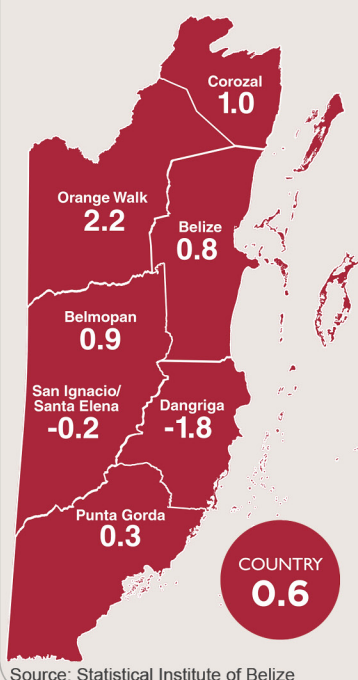 Corozal
1.0
Orange Walk
2.2
Belize
0.8
Belmopan
0.9
San Ignacio/
Santa Elena
-0.2
Dangriga
-1.8
Punta Gorda
0.3
COUNTRY
0.6
Source: Statistical Institute of Belize